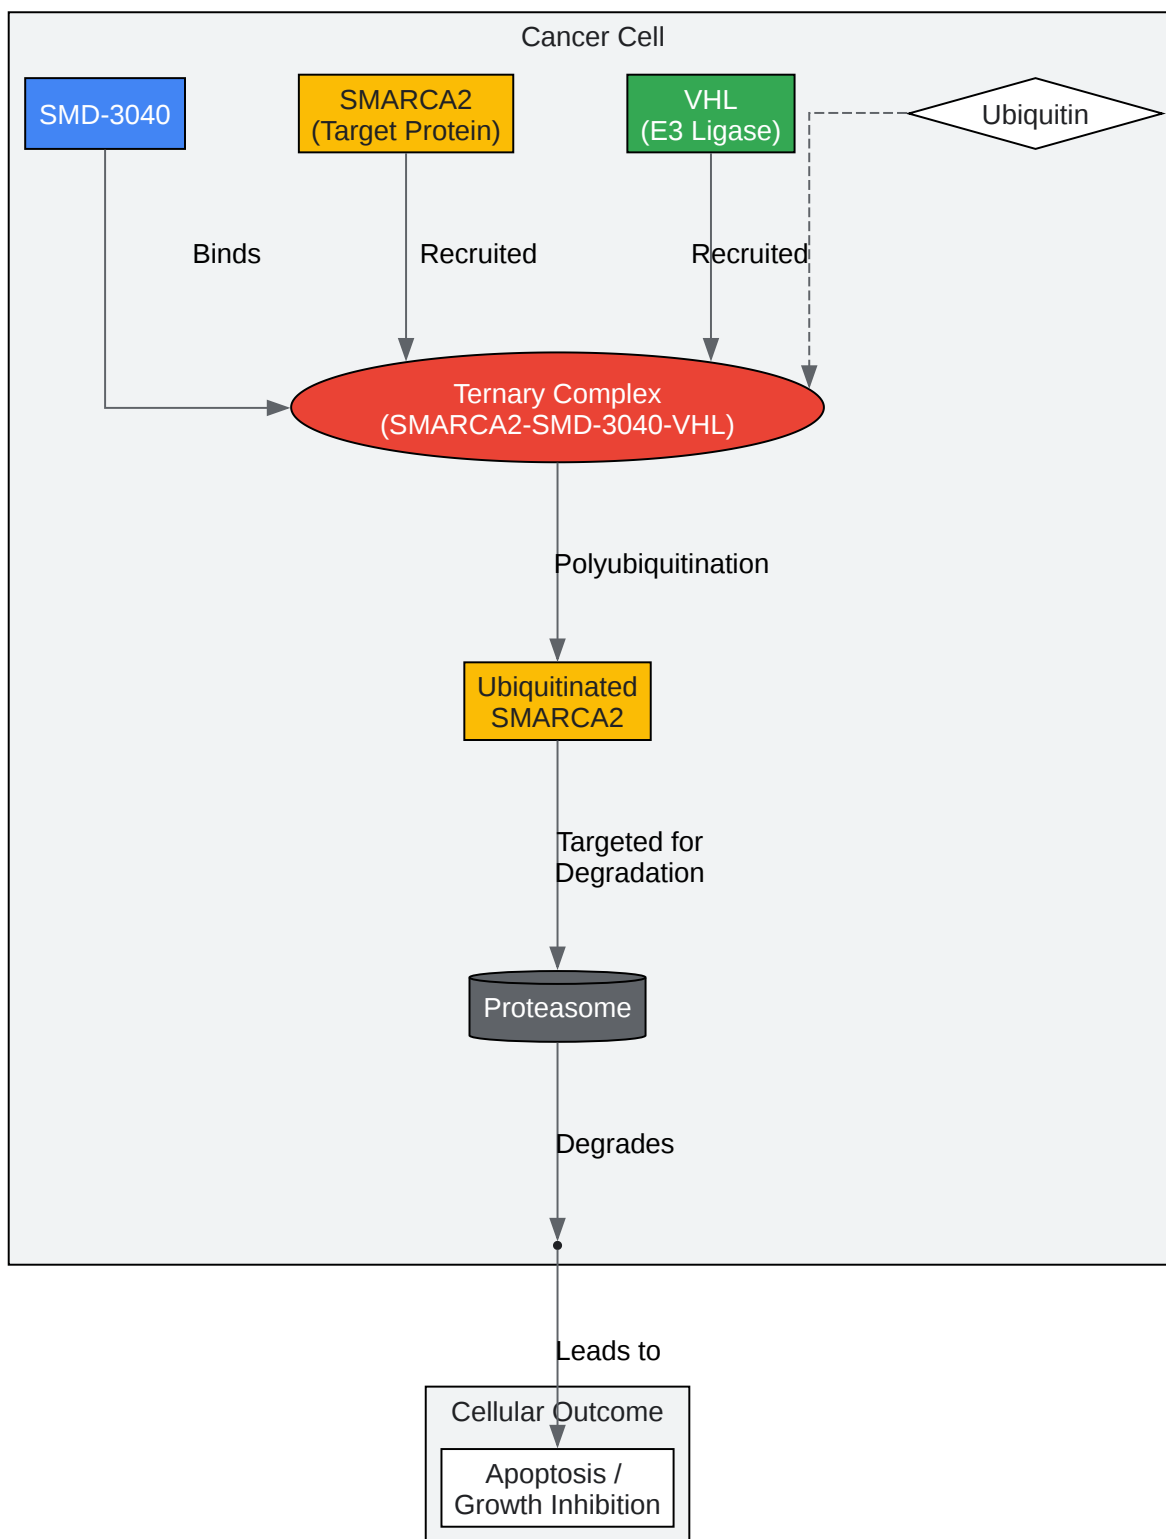 Cancer Cell
SMD-3040
SMARCA2
(Target Protein)
VHL
(E3 Ligase)
Ubiquitin
Binds
Recruited
Recruited
Ternary Complex
(SMARCA2-SMD-3040-VHL)
Polyubiquitination
Ubiquitinated
SMARCA2
Targeted for
Degradation
Proteasome
Degrades
Leads to
Cellular Outcome
Apoptosis /
Growth Inhibition